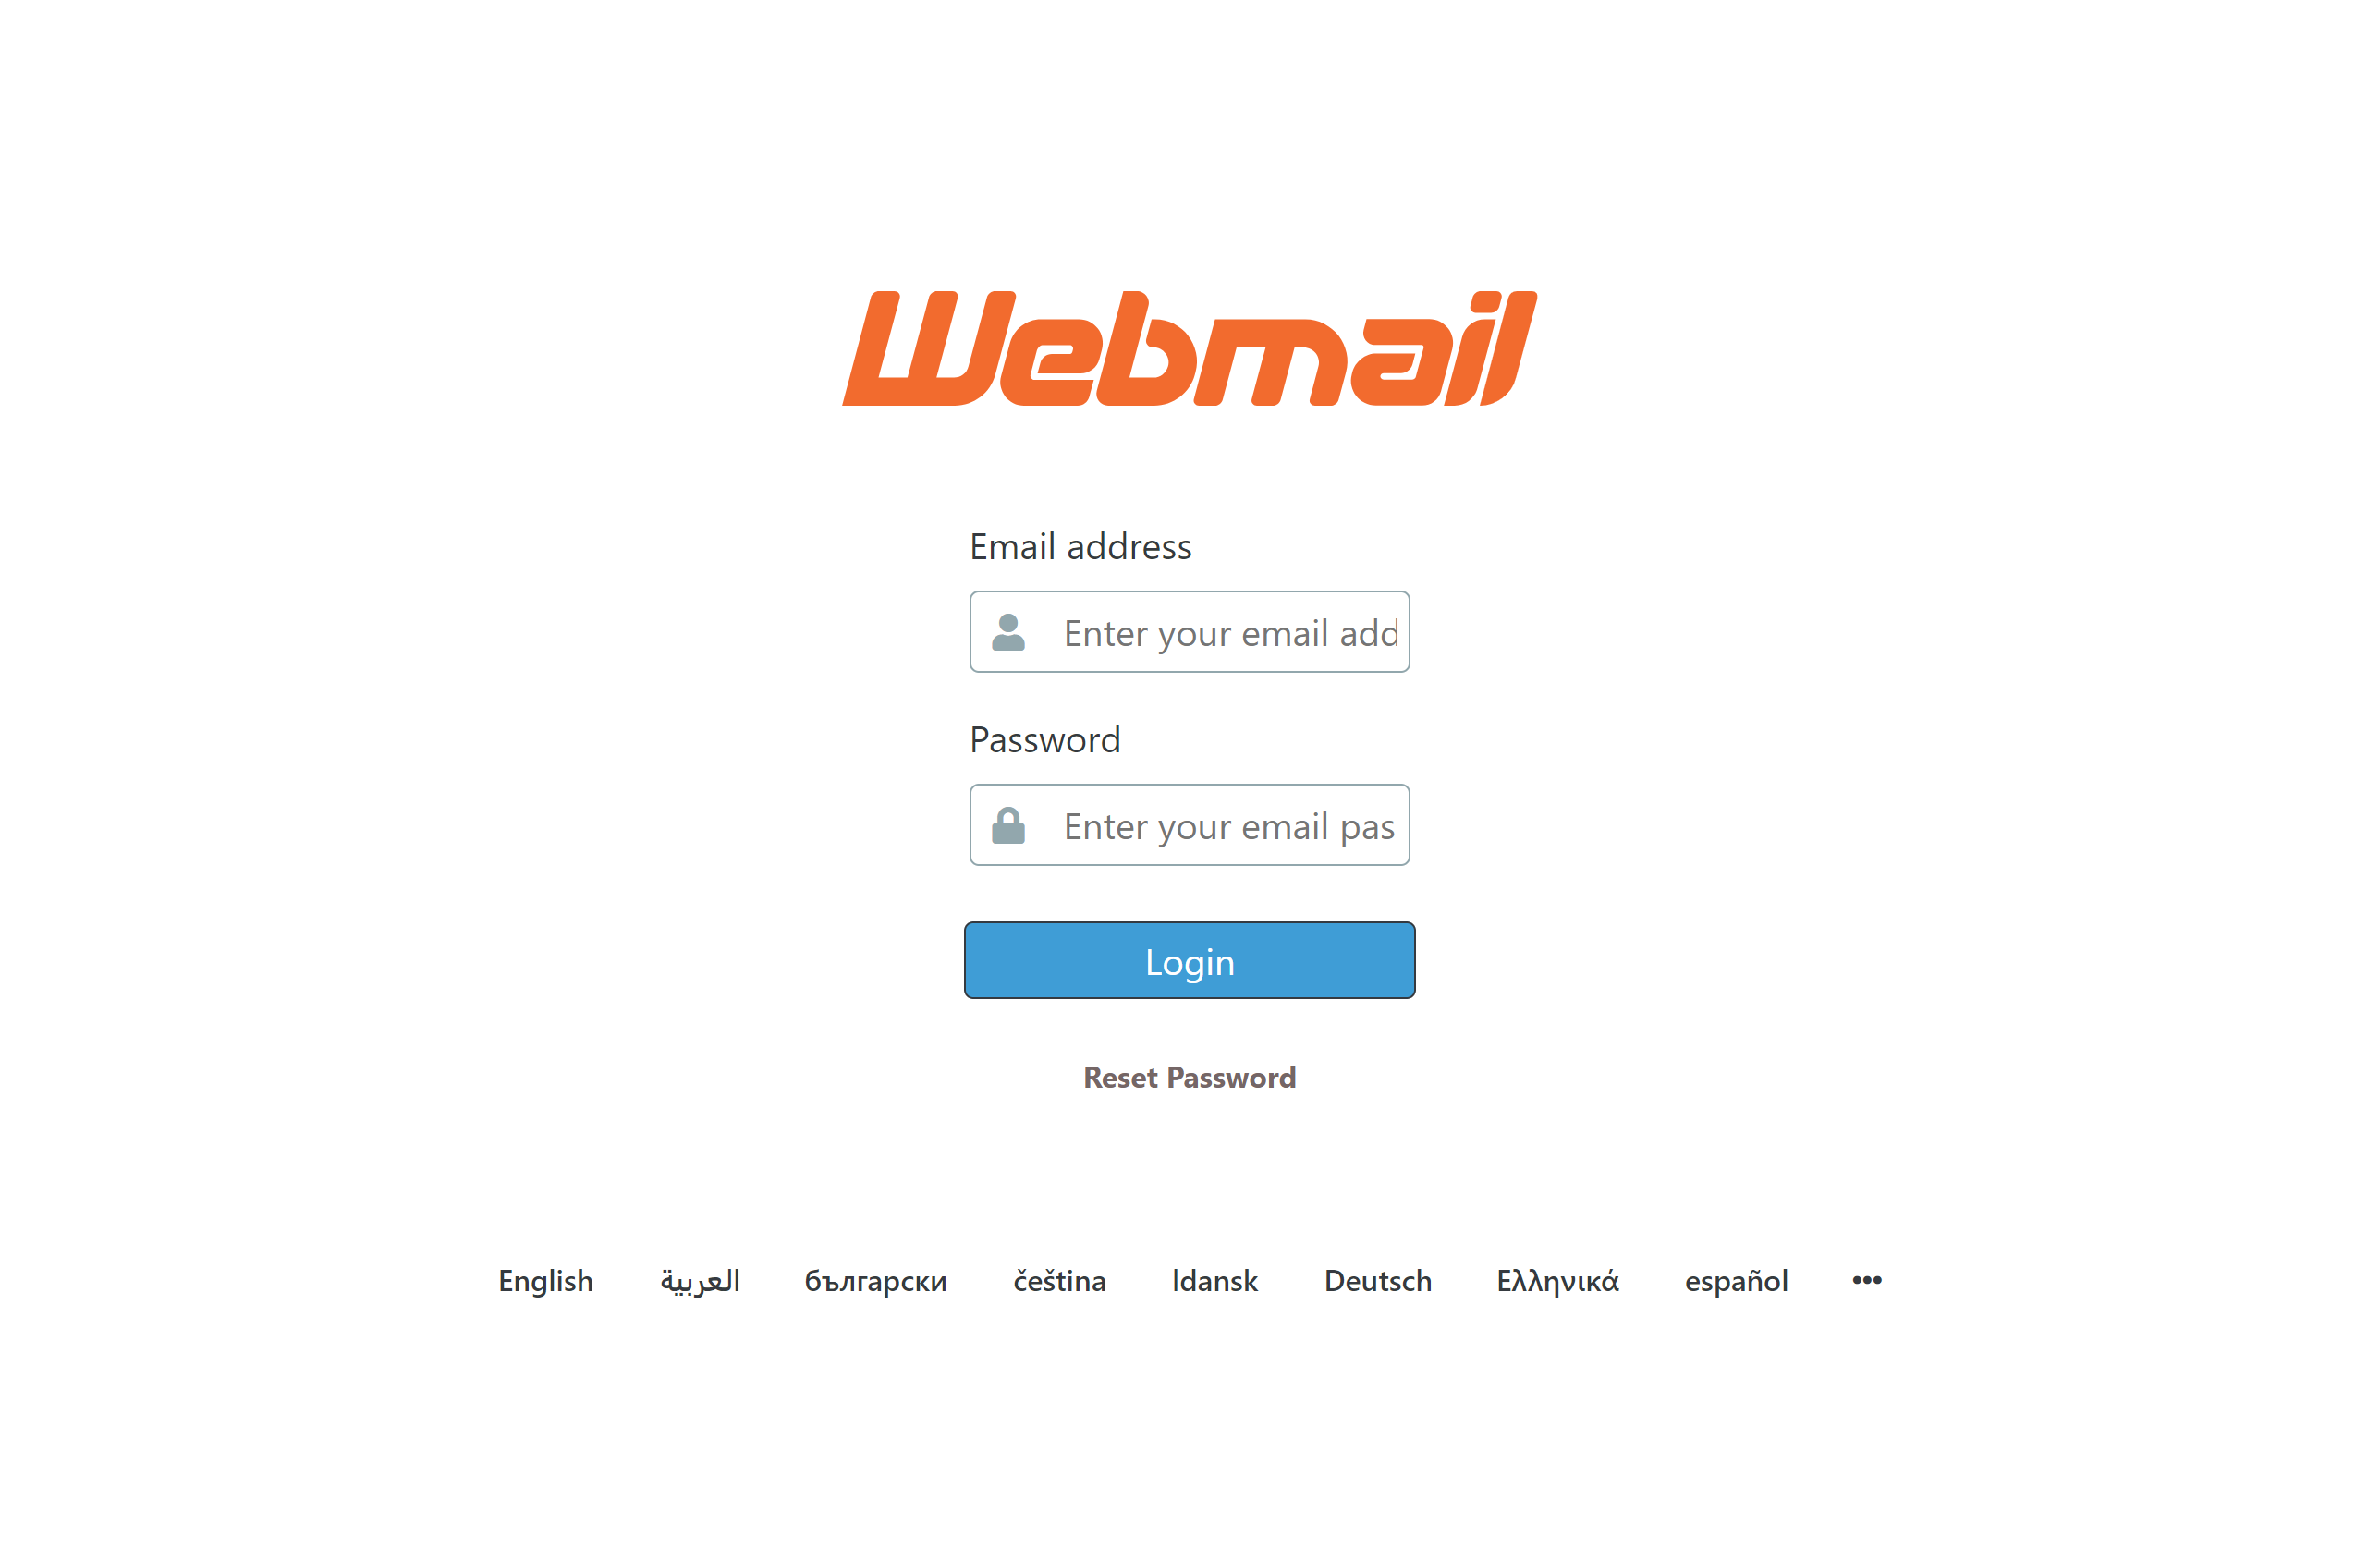 Webmail
Email address
Enter your email add
Password
Enter your email pas
Login
Reset Password
English العربية български čeština ldansk Deutsch Ελληνικά español •••